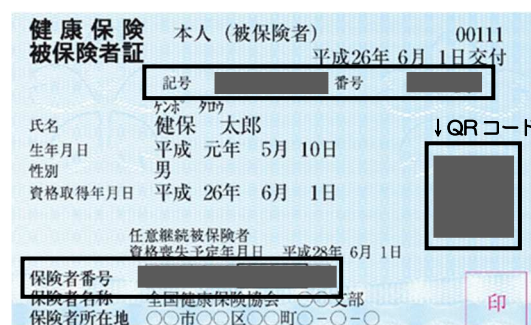 健康保険 本人（被保険者） 00111
被保険者証 平成26年 6月 1日交付
記号 番号
ケンポ タロウ
氏名 健保 太郎
↓QRコード
生年月日 平成 元年 5月 10日
性別 男
資格取得年月日 平成 26年 6月 1日
任意継続被保険者
資格喪失予定年月日 平成28年 6月 1日
保険者番号
保険者名称 全国健康保険協会 ○○支部
保険者所在地 ○○市○○区○○町○－○－○
印